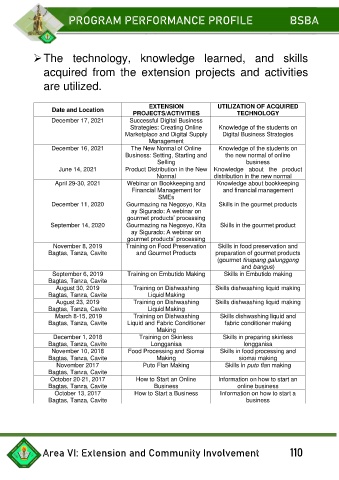 PROGRAM PERFORMANCE PROFILE BSBA
➢The technology, knowledge learned, and skills
acquired from the extension projects and activities
are utilized.
Date and Location | EXTENSION PROJECTS/ACTIVITIES | UTILIZATION OF ACQUIRED TECHNOLOGY
December 17, 2021 | Successful Digital Business Strategies: Creating Online Marketplace and Digital Supply Management | Knowledge of the students on Digital Business Strategies
December 16, 2021 | The New Normal of Online Business: Setting, Starting and Selling | Knowledge of the students on the new normal of online business
June 14, 2021 | Product Distribution in the New Normal | Knowledge about the product distribution in the new normal
April 29-30, 2021 | Webinar on Bookkeeping and Financial Management for SMEs | Knowledge about bookkeeping and financial management
December 11, 2020 | Gourmazing na Negosyo, Kita ay Sigurado: A webinar on gourmet products' processing | Skills in the gourmet products
September 14, 2020 | Gourmazing na Negosyo, Kita ay Sigurado: A webinar on gourmet products' processing | Skills in the gourmet product
November 8, 2019 Bagtas, Tanza, Cavite | Training on Food Preservation and Gourmet Products | Skills in food preservation and preparation of gourmet products (gourmet tinapang galunggong and bangus)
September 6, 2019 Bagtas, Tanza, Cavite | Training on Embutido Making | Skills in Embutido making
August 30, 2019 Bagtas, Tanza, Cavite | Training on Dishwashing Liquid Making | Skills dishwashing liquid making
August 23, 2019 Bagtas, Tanza, Cavite | Training on Dishwashing Liquid Making | Skills dishwashing liquid making
March 8-15, 2019 Bagtas, Tanza, Cavite | Training on Dishwashing Liquid and Fabric Conditioner Making | Skills dishwashing liquid and fabric conditioner making
December 1, 2018 Bagtas, Tanza, Cavite | Training on Skinless Longganisa | Skills in preparing skinless longganisa
November 10, 2018 Bagtas, Tanza, Cavite | Food Processing and Siomai Making | Skills in food processing and siomai making
November 2017 Bagtas, Tanza, Cavite | Puto Flan Making | Skills in puto flan making
October 20-21, 2017 Bagtas, Tanza, Cavite | How to Start an Online Business | Information on how to start an online business
October 13, 2017 Bagtas, Tanza, Cavite | How to Start a Business | Information on how to start a business
Area VI: Extension and Community Involvement 110